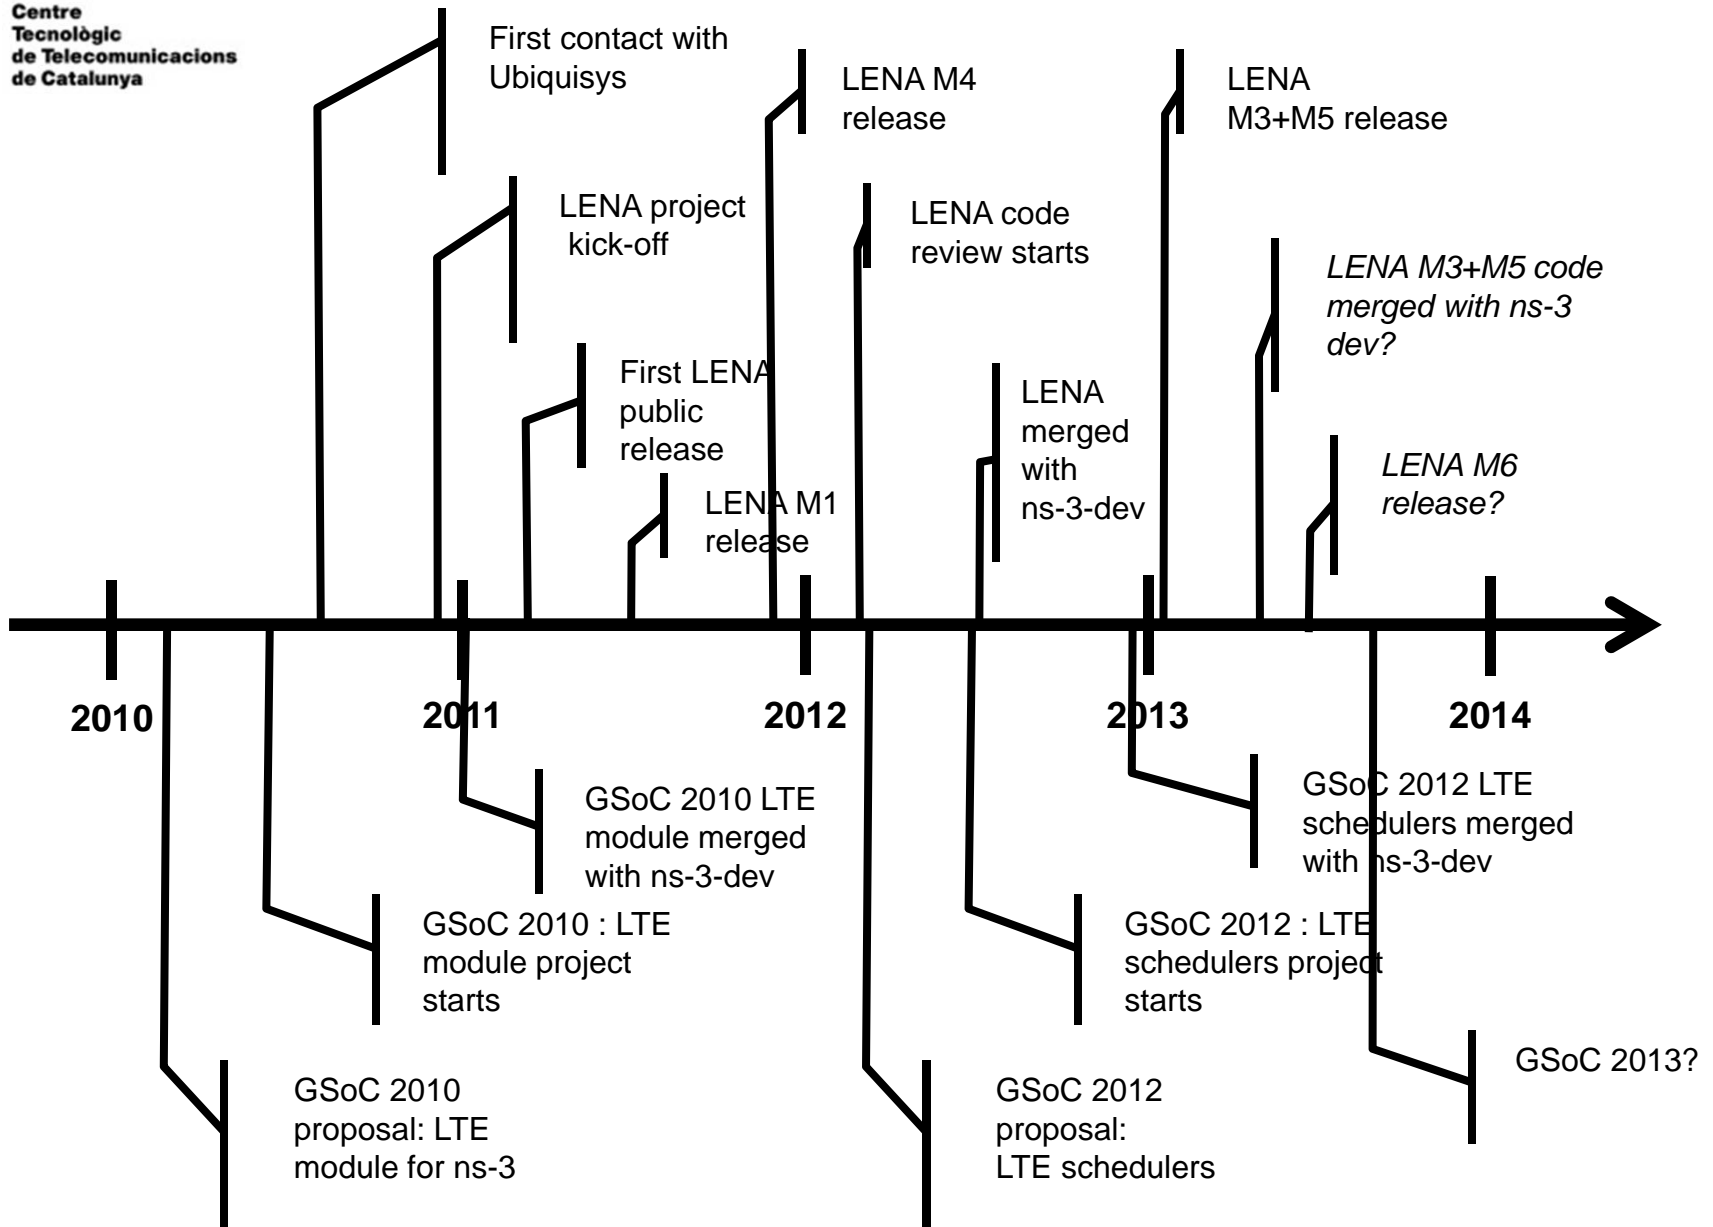 Centre
Tecnològic
de Telecomunicacions
de Catalunya
First contact with
Ubiquisys
LENA project
kick-off
First LENA
public
release
LENA M1
release
LENA M4
release
LENA code
review starts
LENA
merged
with
ns-3-dev
LENA
M3+M5 release
LENA M3+M5 code
merged with ns-3
dev?
LENA M6
release?
2010
2011
2012
2013
2014
GSoC 2010 LTE
module merged
with ns-3-dev
GSoC 2010 : LTE
module project
starts
GSoC 2010
proposal: LTE
module for ns-3
GSoC 2012 LTE
schedulers merged
with ns-3-dev
GSoC 2012 : LTE
schedulers project
starts
GSoC 2012
proposal:
LTE schedulers
GSoC 2013?